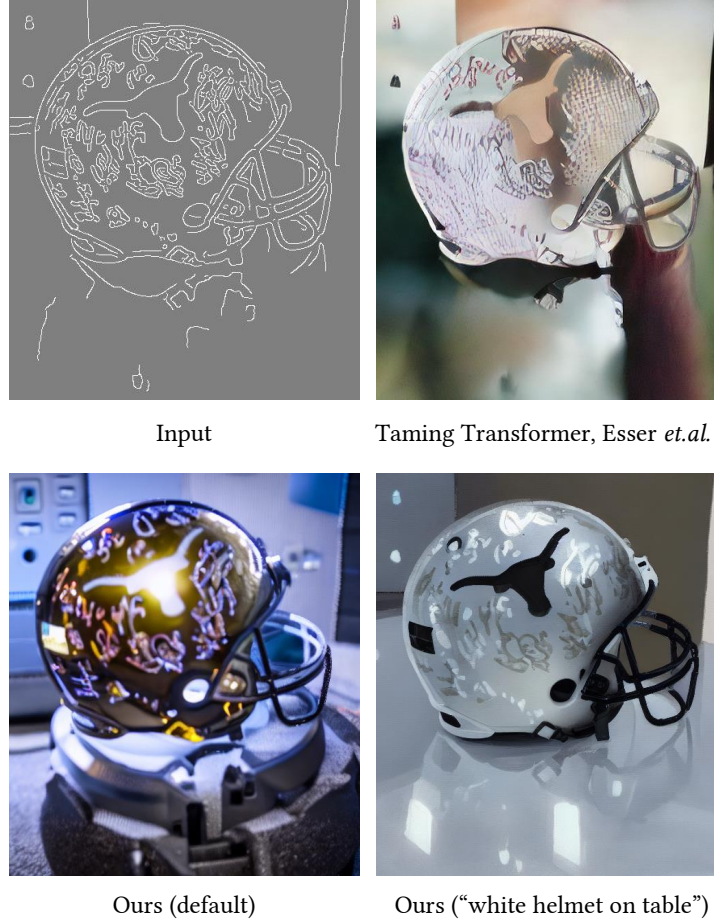 Input
Taming Transformer, Esser et.al.
Ours (default)
Ours (“white helmet on table”)